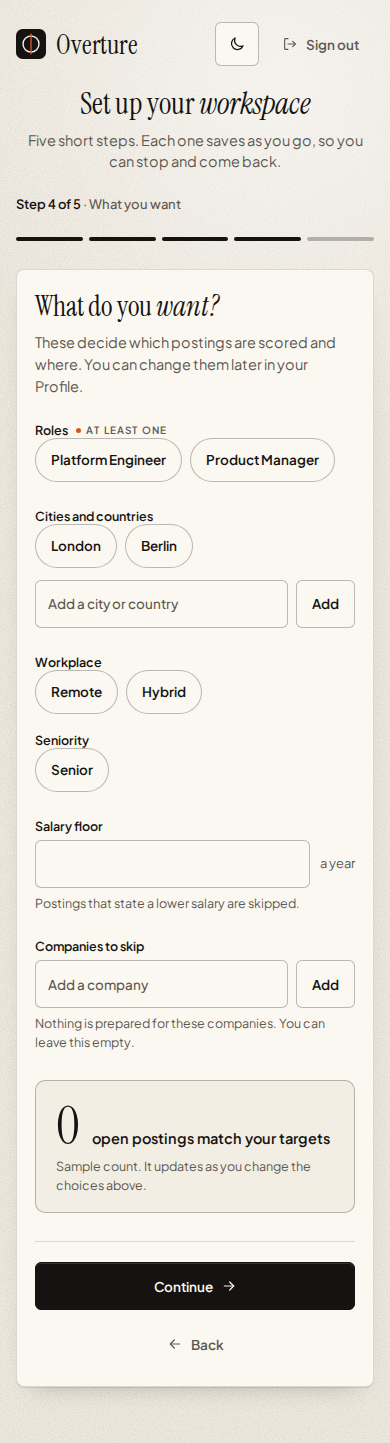 Overture
Sign out
Set up your workspace
Five short steps. Each one saves as you go, so you
can stop and come back.
Step 4 of 5 · What you want
What do you want?
These decide which postings are scored and
where. You can change them later in your
Profile.
Roles • AT LEAST ONE
Platform Engineer
Product Manager
Cities and countries
London
Berlin
Add a city or country
Add
Workplace
Remote
Hybrid
Seniority
Senior
Salary floor
a year
Postings that state a lower salary are skipped.
Companies to skip
Add a company
Add
Nothing is prepared for these companies. You can
leave this empty.
0 open postings match your targets
Sample count. It updates as you change the
choices above.
Continue →
← Back